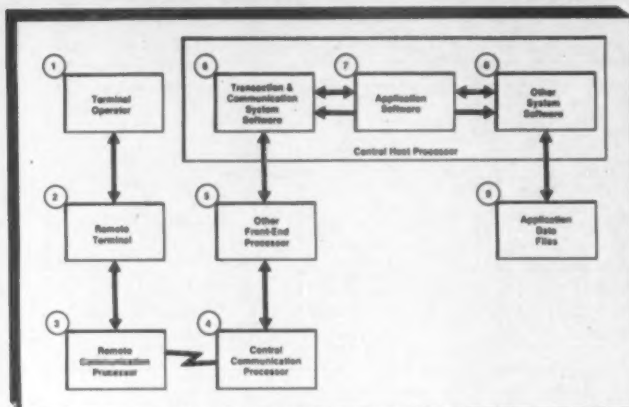 1
Terminal
Operator
2
Remote
Terminal
3
Remote
Communication
Processor
4
Central
Communication
Processor
5
Other
Front-End
Processor
6
Transaction &
Communication
System
Software
7
Application
Software
8
Other
System
Software
Central Host Processor
9
Application
Data
Files